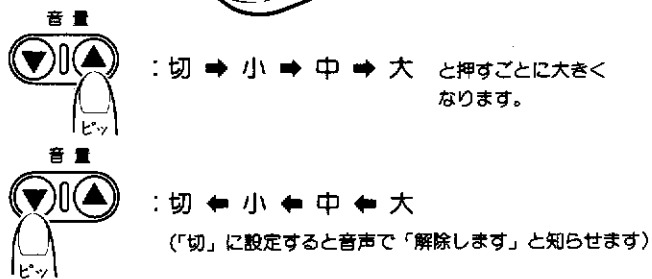 音量
:切 ➡ 小 ➡ 中 ➡ 大 と押すごとに大きく
なります。
ピッ
音量
:切 ⬅ 小 ⬅ 中 ⬅ 大
(「切」に設定すると音声で「解除します」と知らせます)
ピッ